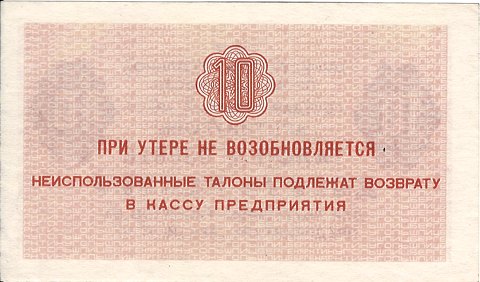 10
ПРИ УТЕРЕ НЕ ВОЗОБНОВЛЯЕТСЯ
НЕИСПОЛЬЗОВАННЫЕ ТАЛОНЫ ПОДЛЕЖАТ ВОЗВРАТУ
В КАССУ ПРЕДПРИЯТИЯ